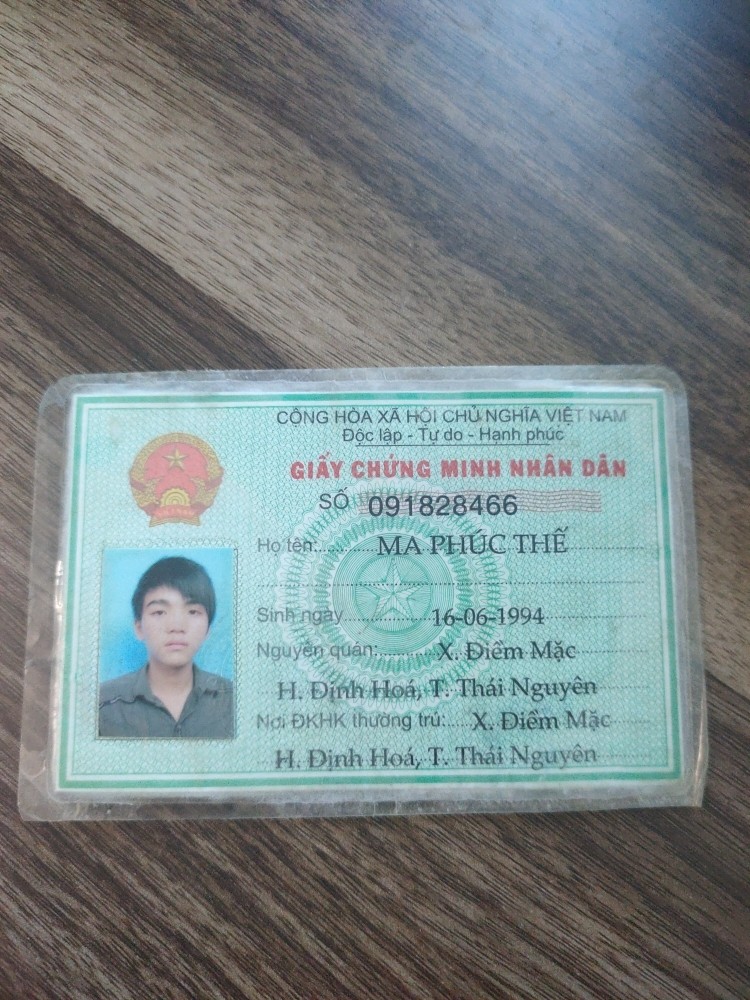 CỘNG HÒA XÃ HỘI CHỦ NGHĨA VIỆT NAM
Độc lập - Tự do - Hạnh phúc
GIẤY CHỨNG MINH NHÂN DÂN
SỐ 091828466
Họ tên: MA PHÚC THẾ
Sinh ngày 16-06-1994
Nguyên quán: X. Điềm Mặc
H. Định Hoá, T. Thái Nguyên
Nơi ĐKHK thường trú: X. Điềm Mặc
H. Định Hoá, T. Thái Nguyên